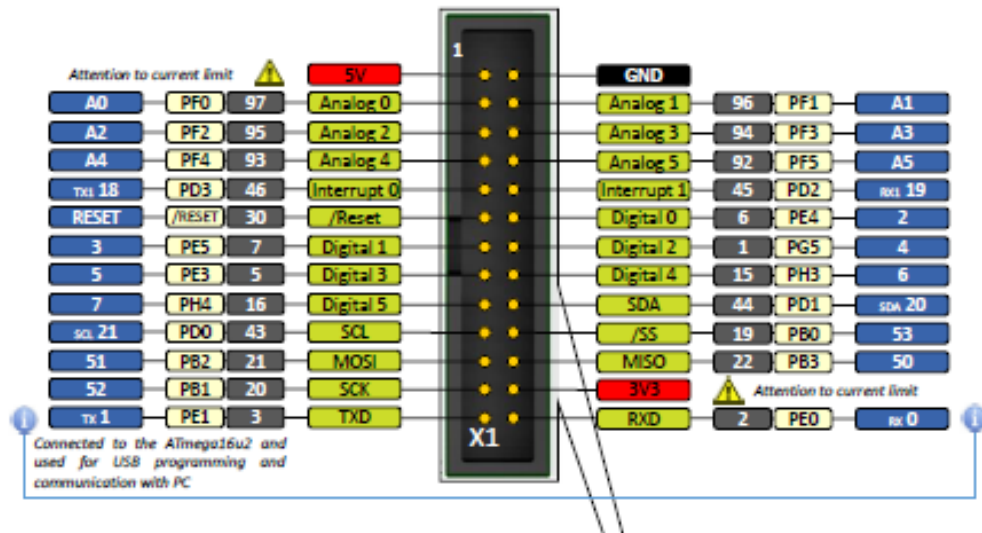 1
Attention to current limit 5V GND
A0 PF0 97 Analog 0 Analog 1 96 PF1 A1
A2 PF2 95 Analog 2 Analog 3 94 PF3 A3
A4 PF4 93 Analog 4 Analog 5 92 PF5 A5
TX1 18 PD3 46 Interrupt 0 Interrupt 1 45 PD2 RX1 19
RESET /RESET 30 /Reset Digital 0 6 PE4 2
3 PE5 7 Digital 1 Digital 2 1 PG5 4
5 PE3 5 Digital 3 Digital 4 15 PH3 6
7 PH4 16 Digital 5 SDA 44 PD1 SDA 20
SCL 21 PD0 43 SCL /SS 19 PB0 53
51 PB2 21 MOSI MISO 22 PB3 50
52 PB1 20 SCK 3V3 Attention to current limit
TX 1 PE1 3 TXD RXD 2 PE0 RX 0
X1
Connected to the ATmega16u2 and
used for USB programming and
communication with PC